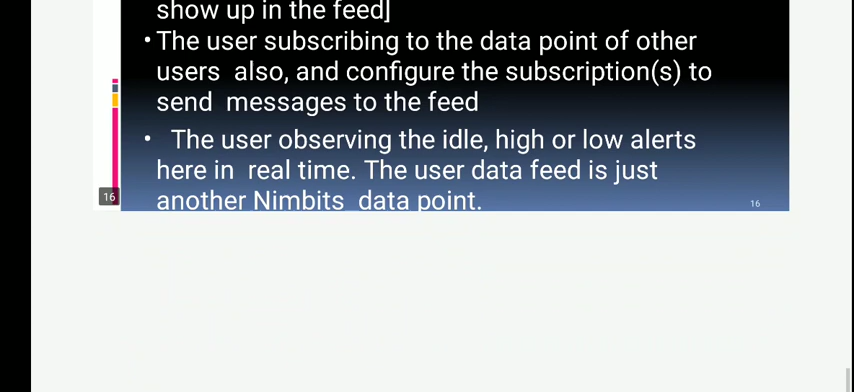 show up in the feed]
• The user subscribing to the data point of other
users also, and configure the subscription(s) to
send messages to the feed
• The user observing the idle, high or low alerts
here in real time. The user data feed is just
another Nimbits data point.
16
16